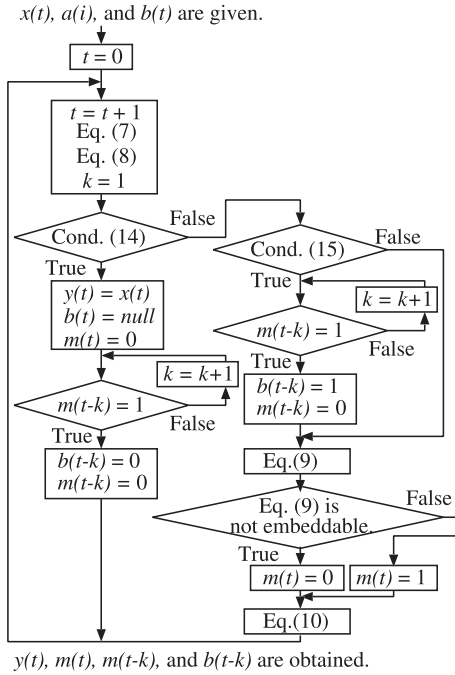 x(t), a(i), and b(t) are given.
t = 0
t = t + 1
Eq. (7)
Eq. (8)
k = 1
Cond. (14)
False
True
y(t) = x(t)
b(t) = null
m(t) = 0
k = k+1
m(t-k) = 1
False
True
b(t-k) = 0
m(t-k) = 0
Cond. (15)
False
True
k = k+1
m(t-k) = 1
False
True
b(t-k) = 1
m(t-k) = 0
Eq.(9)
Eq. (9) is
not embeddable.
False
True
m(t) = 0
m(t) = 1
Eq.(10)
y(t), m(t), m(t-k), and b(t-k) are obtained.